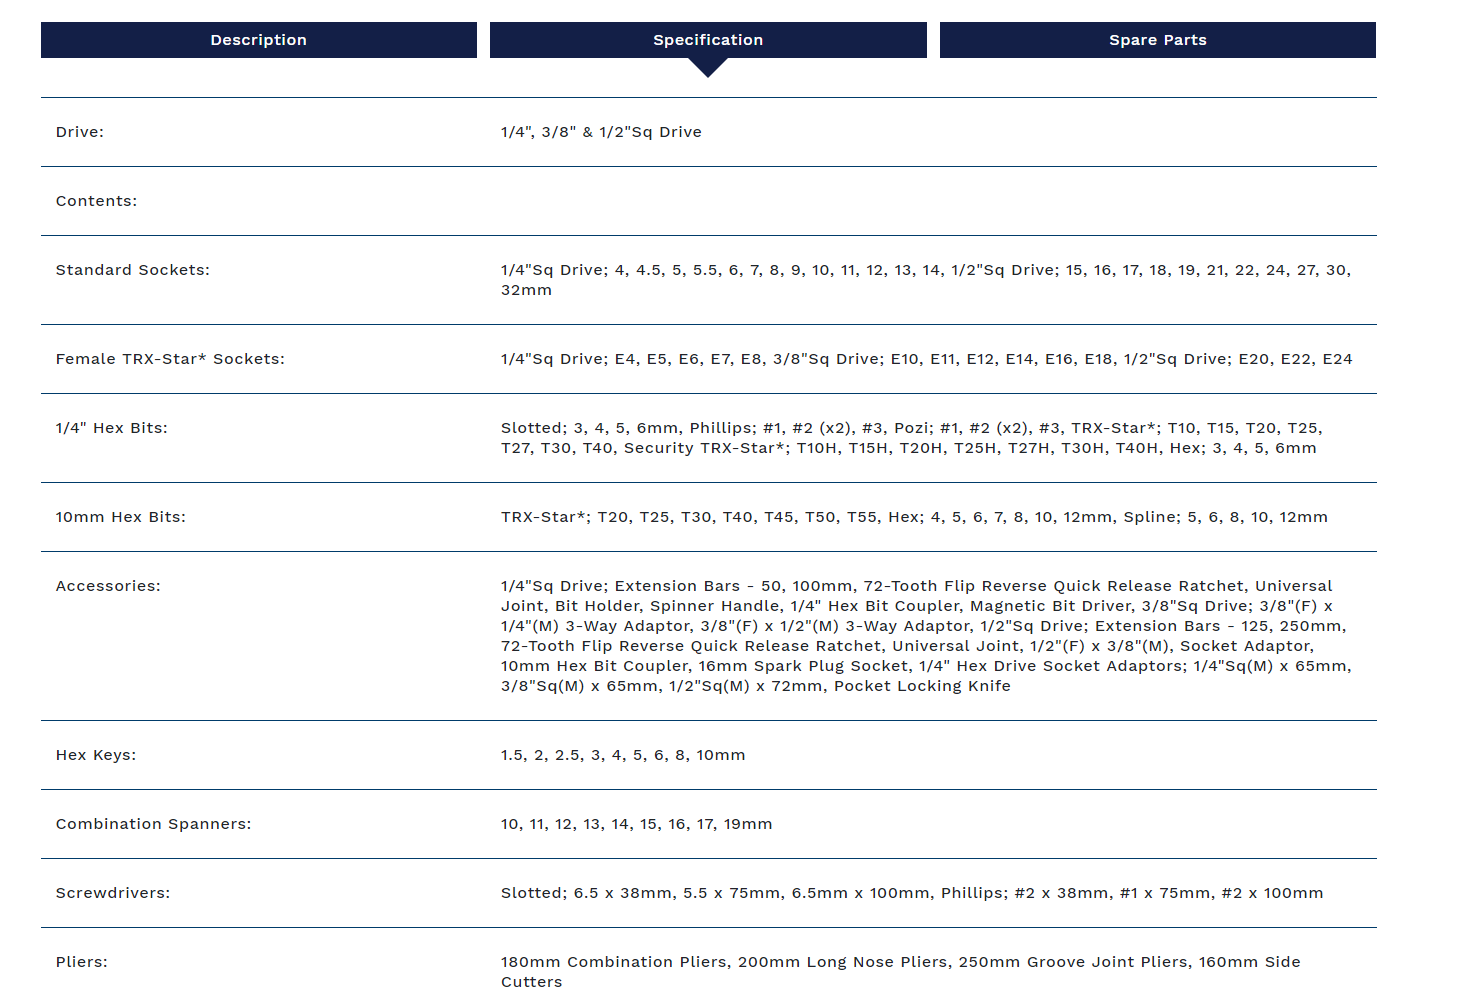 Description
Specification
Spare Parts
Drive:
1/4", 3/8" & 1/2"Sq Drive
Contents:
Standard Sockets:
1/4"Sq Drive; 4, 4.5, 5, 5.5, 6, 7, 8, 9, 10, 11, 12, 13, 14, 1/2"Sq Drive; 15, 16, 17, 18, 19, 21, 22, 24, 27, 30,
32mm
Female TRX-Star* Sockets:
1/4"Sq Drive; E4, E5, E6, E7, E8, 3/8"Sq Drive; E10, E11, E12, E14, E16, E18, 1/2"Sq Drive; E20, E22, E24
1/4" Hex Bits:
Slotted; 3, 4, 5, 6mm, Phillips; #1, #2 (x2), #3, Pozi; #1, #2 (x2), #3, TRX-Star*; T10, T15, T20, T25,
T27, T30, T40, Security TRX-Star*; T10H, T15H, T20H, T25H, T27H, T30H, T40H, Hex; 3, 4, 5, 6mm
10mm Hex Bits:
TRX-Star*; T20, T25, T30, T40, T45, T50, T55, Hex; 4, 5, 6, 7, 8, 10, 12mm, Spline; 5, 6, 8, 10, 12mm
Accessories:
1/4"Sq Drive; Extension Bars - 50, 100mm, 72-Tooth Flip Reverse Quick Release Ratchet, Universal
Joint, Bit Holder, Spinner Handle, 1/4" Hex Bit Coupler, Magnetic Bit Driver, 3/8"Sq Drive; 3/8"(F) x
1/4"(M) 3-Way Adaptor, 3/8"(F) x 1/2"(M) 3-Way Adaptor, 1/2"Sq Drive; Extension Bars - 125, 250mm,
72-Tooth Flip Reverse Quick Release Ratchet, Universal Joint, 1/2"(F) x 3/8"(M), Socket Adaptor,
10mm Hex Bit Coupler, 16mm Spark Plug Socket, 1/4" Hex Drive Socket Adaptors; 1/4"Sq(M) x 65mm,
3/8"Sq(M) x 65mm, 1/2"Sq(M) x 72mm, Pocket Locking Knife
Hex Keys:
1.5, 2, 2.5, 3, 4, 5, 6, 8, 10mm
Combination Spanners:
10, 11, 12, 13, 14, 15, 16, 17, 19mm
Screwdrivers:
Slotted; 6.5 x 38mm, 5.5 x 75mm, 6.5mm x 100mm, Phillips; #2 x 38mm, #1 x 75mm, #2 x 100mm
Pliers:
180mm Combination Pliers, 200mm Long Nose Pliers, 250mm Groove Joint Pliers, 160mm Side
Cutters